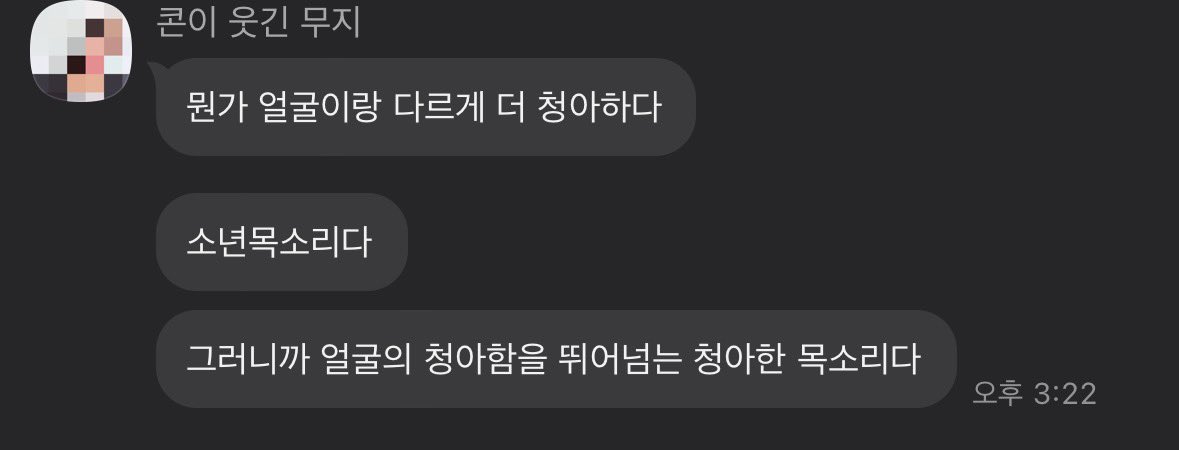 콘이 웃긴 무지
뭔가 얼굴이랑 다르게 더 청아하다
소년목소리다
그러니까 얼굴의 청아함을 뛰어넘는 청아한 목소리다
오후 3:22